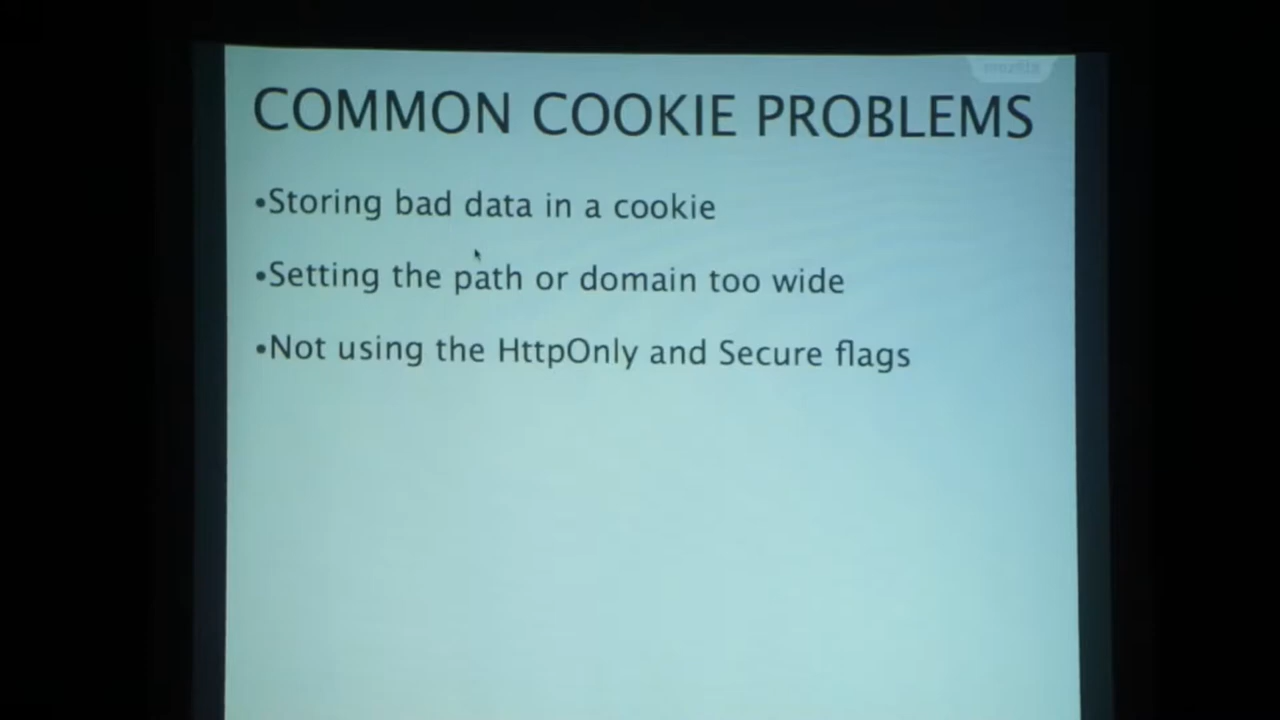 mozilla
COMMON COOKIE PROBLEMS
•Storing bad data in a cookie
•Setting the path or domain too wide
•Not using the HttpOnly and Secure flags